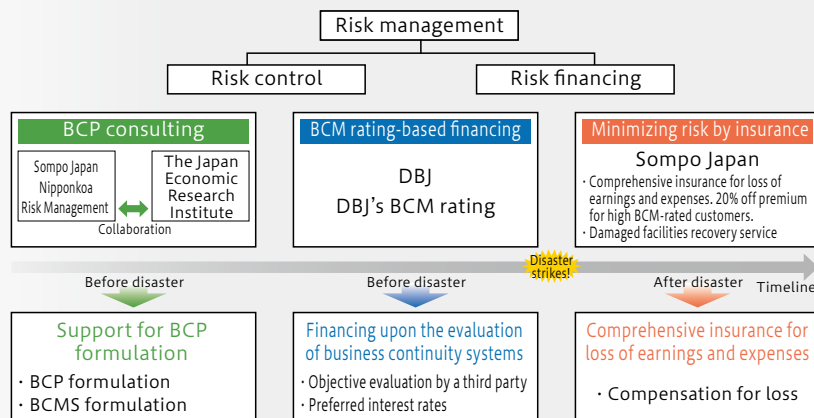 Risk management
Risk control
Risk financing
BCP consulting
Sompo Japan
Nipponkoa
Risk Management
The Japan
Economic
Research
Institute
Collaboration
BCM rating-based financing
DBJ
DBJ's BCM rating
Minimizing risk by insurance
Sompo Japan
・Comprehensive insurance for loss of
earnings and expenses. 20% off premium
for high BCM-rated customers.
・Damaged facilities recovery service
Disaster
strikes!
Before disaster
Before disaster
After disaster
Timeline
Support for BCP
formulation
・BCP formulation
・BCMS formulation
Financing upon the evaluation
of business continuity systems
・Objective evaluation by a third party
・Preferred interest rates
Comprehensive insurance for
loss of earnings and expenses
・Compensation for loss